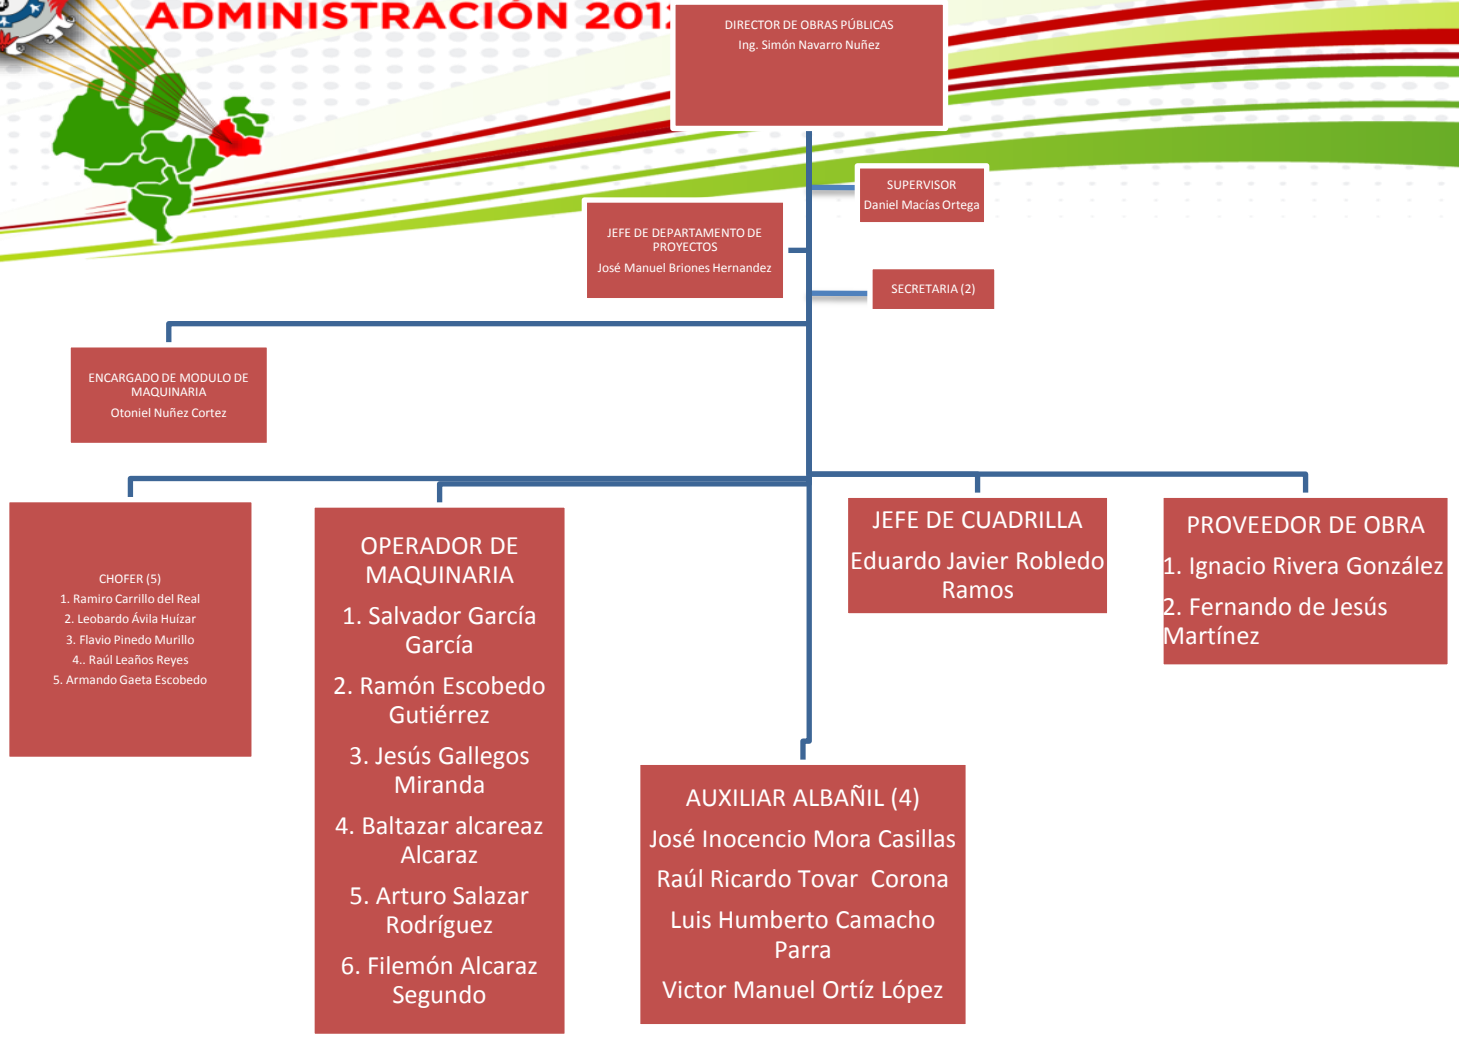 ADMINISTRACIÓN 201
DIRECTOR DE OBRAS PÚBLICAS
Ing. Simón Navarro Nuñez
SUPERVISOR
Daniel Macías Ortega
JEFE DE DEPARTAMENTO DE
PROYECTOS
José Manuel Briones Hernandez
SECRETARIA (2)
ENCARGADO DE MODULO DE
MAQUINARIA
Otoniel Nuñez Cortez
CHOFER (5)
1. Ramiro Carrillo del Real
2. Leobardo Ávila Huízar
3. Flavio Pinedo Murillo
4.. Raúl Leaños Reyes
5. Armando Gaeta Escobedo
OPERADOR DE
MAQUINARIA
1. Salvador García
García
2. Ramón Escobedo
Gutiérrez
3. Jesús Gallegos
Miranda
4. Baltazar alcareaz
Alcaraz
5. Arturo Salazar
Rodríguez
6. Filemón Alcaraz
Segundo
AUXILIAR ALBAÑIL (4)
José Inocencio Mora Casillas
Raúl Ricardo Tovar  Corona
Luis Humberto Camacho
Parra
Victor Manuel Ortíz López
JEFE DE CUADRILLA
Eduardo Javier Robledo
Ramos
PROVEEDOR DE OBRA
1. Ignacio Rivera González
2. Fernando de Jesús
Martínez